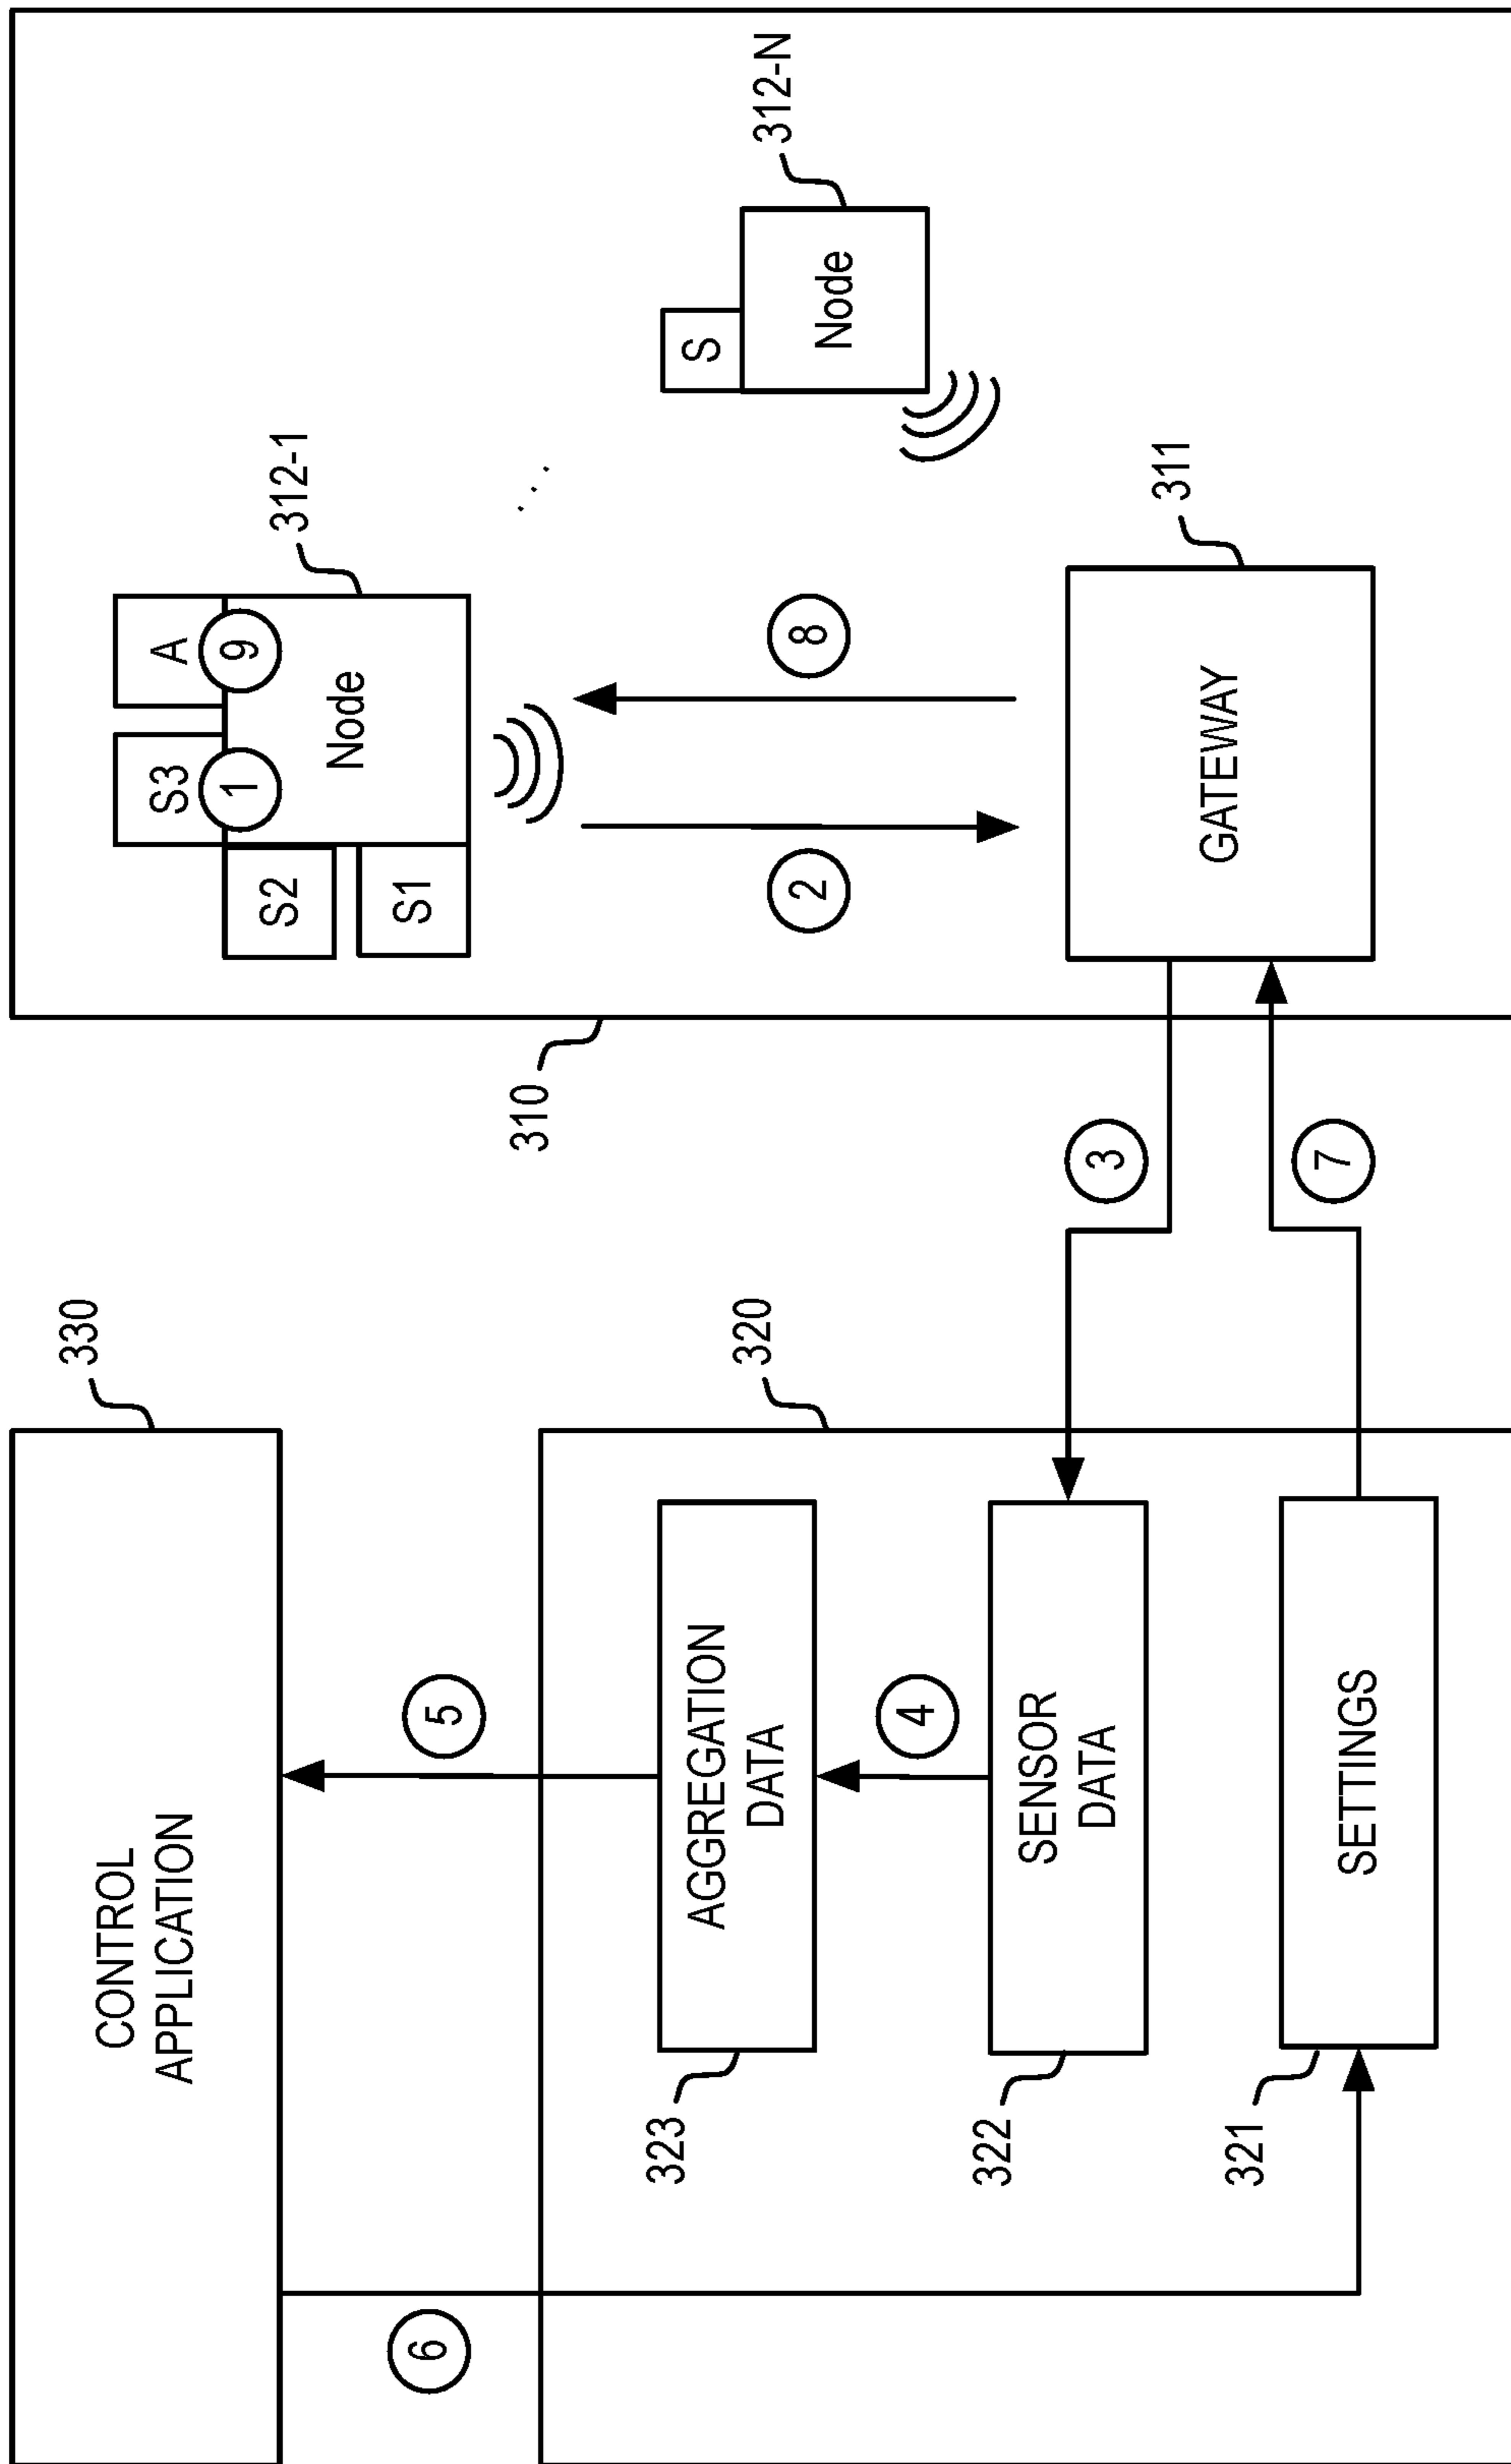 330
CONTROL
APPLICATION
6
5
320
AGGREGATION
DATA
323
4
SENSOR
DATA
322
321
SETTINGS
3
7
310
S3
A
1
9
S2
S1
Node
312-1
S
Node
312-N
2
8
GATEWAY
311